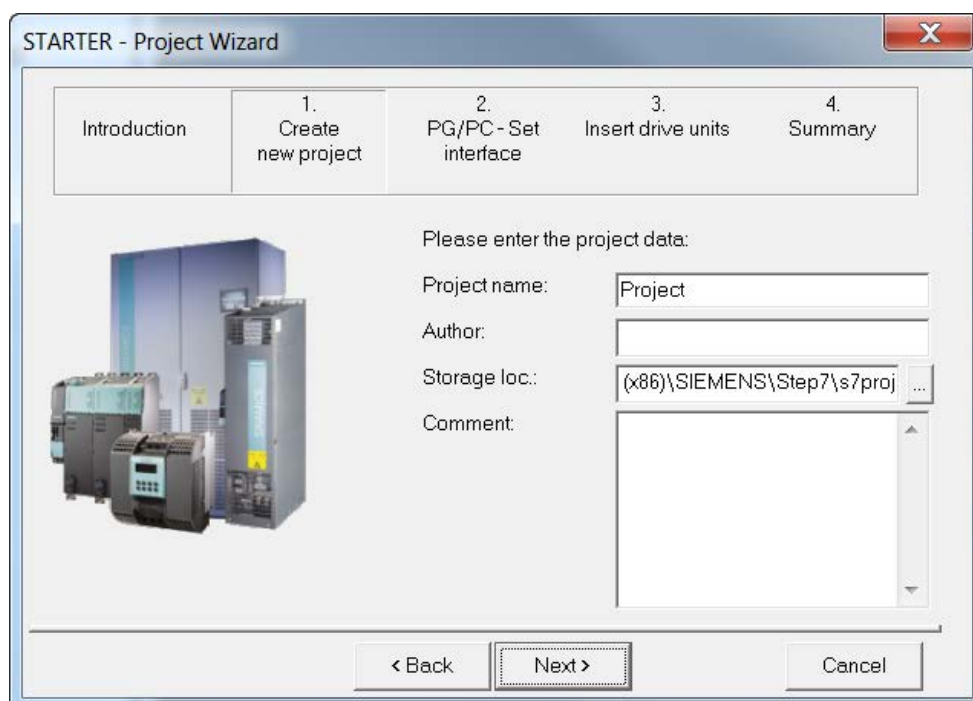 STARTER - Project Wizard
Introduction
1.
Create
new project
2.
PG/PC - Set
interface
3.
Insert drive units
4.
Summary
Please enter the project data:
Project name:
Project
Author:
Storage loc.:
(x86)\SIEMENS\Step7\s7proj
...
Comment:
< Back
Next >
Cancel